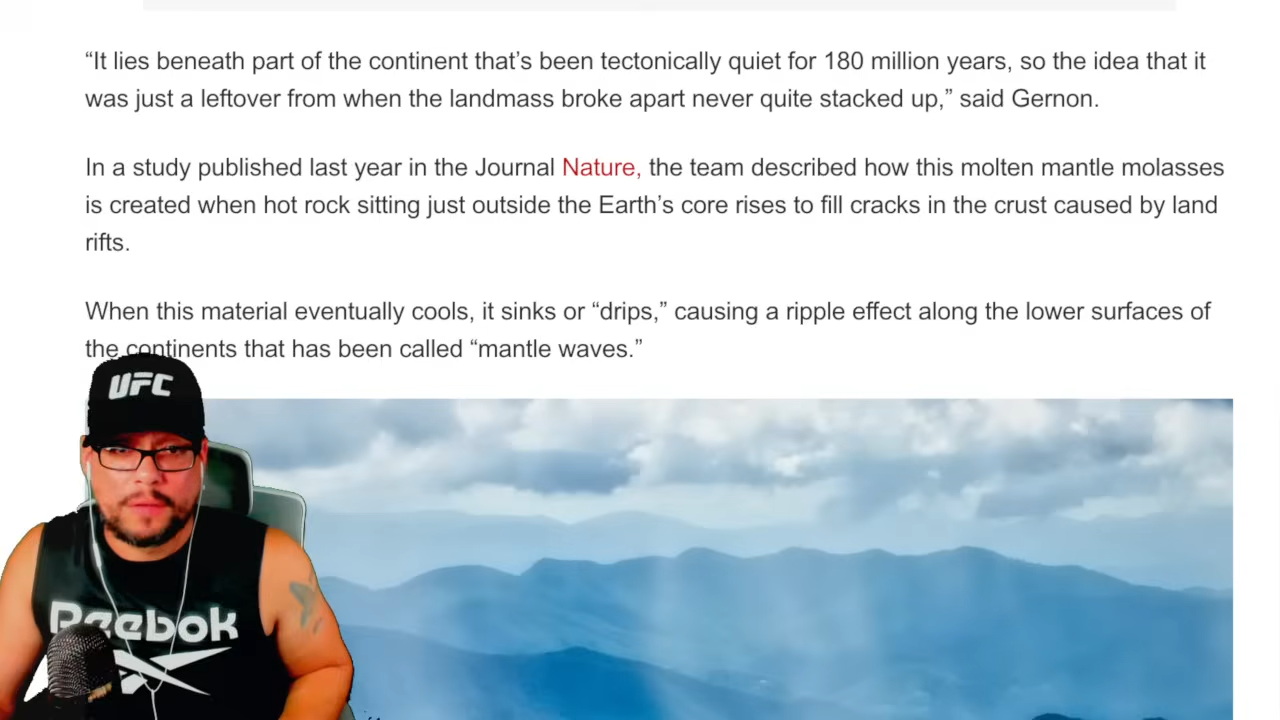 “It lies beneath part of the continent that’s been tectonically quiet for 180 million years, so the idea that it
was just a leftover from when the landmass broke apart never quite stacked up,” said Gernon.
In a study published last year in the Journal Nature, the team described how this molten mantle molasses
is created when hot rock sitting just outside the Earth’s core rises to fill cracks in the crust caused by land
rifts.
When this material eventually cools, it sinks or “drips,” causing a ripple effect along the lower surfaces of
the continents that has been called “mantle waves.”
UFC
Reebok